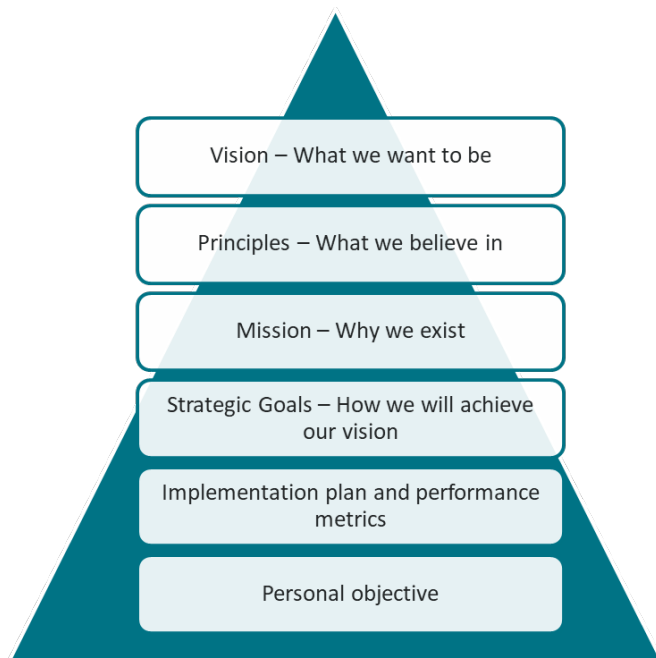 Vision – What we want to be
Principles – What we believe in
Mission – Why we exist
Strategic Goals – How we will achieve
our vision
Implementation plan and performance
metrics
Personal objective